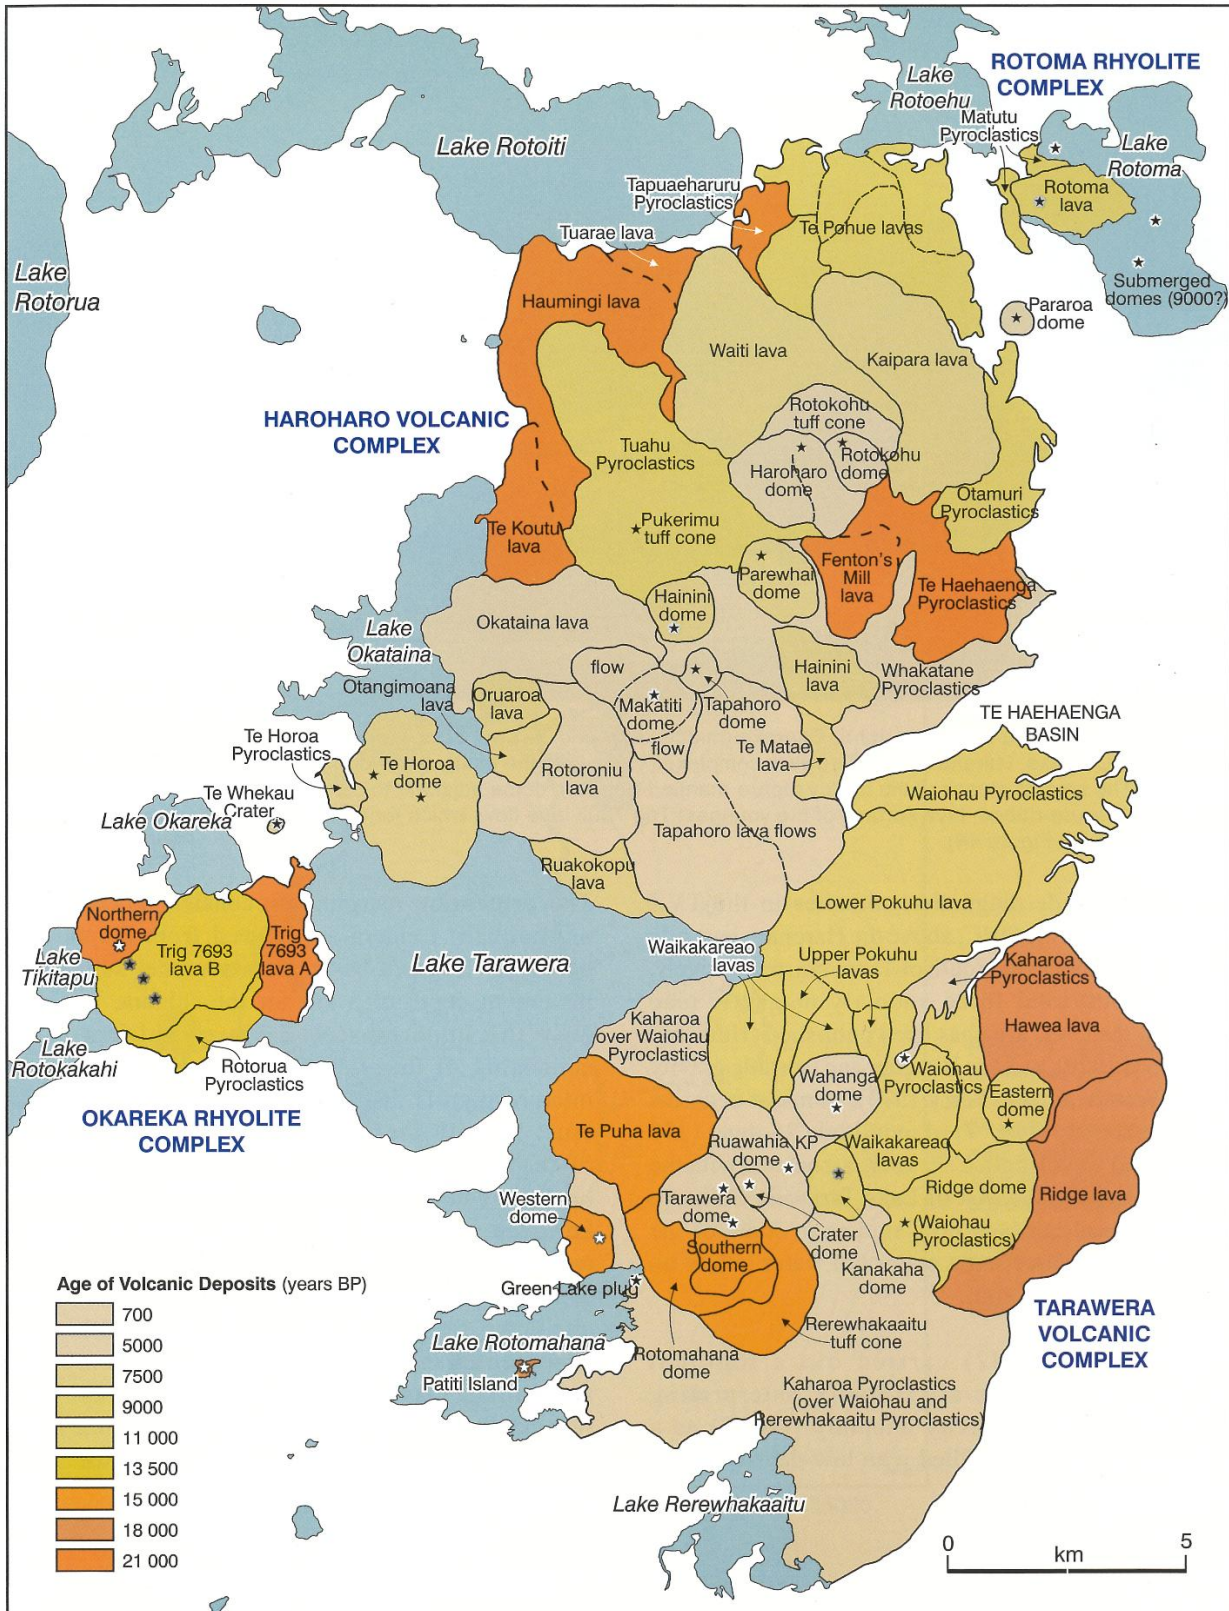 ROTOMA RHYOLITE
COMPLEX
Lake
Rotoehu
Matutu
Pyroclastics
Lake
Rotoma
Lake Rotoiti
Tapuaeharuru
Pyroclastics
Rotoma
lava
Te Pohue lavas
Tuarae lava
Lake
Rotorua
Submerged
domes (9000?)
Haumingi lava
Pararoa
dome
Waiti lava
Kaipara lava
HAROHARO VOLCANIC
COMPLEX
Rotokohu
tuff cone
Tuahu
Pyroclastics
Rotokohu
dome
Haroharo
dome
Otamuri
Pyroclastics
Te Koutu
lava
Pukerimu
tuff cone
Parewhai
dome
Fenton's
Mill
lava
Te Haehaenga
Pyroclastics
Hainini
dome
Okataina lava
Lake
Okataina
flow
Hainini
lava
Whakatane
Pyroclastics
Otangimoana
lava
Oruaroa
lava
Makatiti
dome
Tapahoro
dome
TE HAEHAENGA
BASIN
flow
Te Matae
lava
Te Horoa
Pyroclastics
Te Horoa
dome
Rotoroniu
lava
Te Whekau
Crater
Waiohau Pyroclastics
Lake Okareka
Tapahoro lava flows
Ruakokopu
lava
Lower Pokuhu lava
Northern
dome
Trig 7693
lava B
Trig
7693
lava A
Lake
Tikitapu
Lake Tarawera
Waikakareao
lavas
Upper Pokuhu
lavas
Kaharoa
Pyroclastics
Kaharoa
over Waiohau
Pyroclastics
Hawea lava
Lake
Rotokakahi
Rotorua
Pyroclastics
Wahanga
dome
Waiohau
Pyroclastics
Eastern
dome
OKAREKA RHYOLITE
COMPLEX
Te Puha lava
Ruawahia KP
dome
Waikakareao
lavas
Ridge dome
Ridge lava
Western
dome
Tarawera
dome
(Waiohau
Pyroclastics)
Crater
dome
Southern
dome
Kanakaha
dome
Green Lake plug
Rerewhakaaitu
tuff cone
TARAWERA
VOLCANIC
COMPLEX
Lake Rotomahana
Rotomahana
dome
Patiti Island
Kaharoa Pyroclastics
(over Waiohau and
Rerewhakaaitu Pyroclastics)
Lake Rerewhakaaitu
Age of Volcanic Deposits (years BP)
700
5000
7500
9000
11 000
13 500
15 000
18 000
21 000
0 5
km